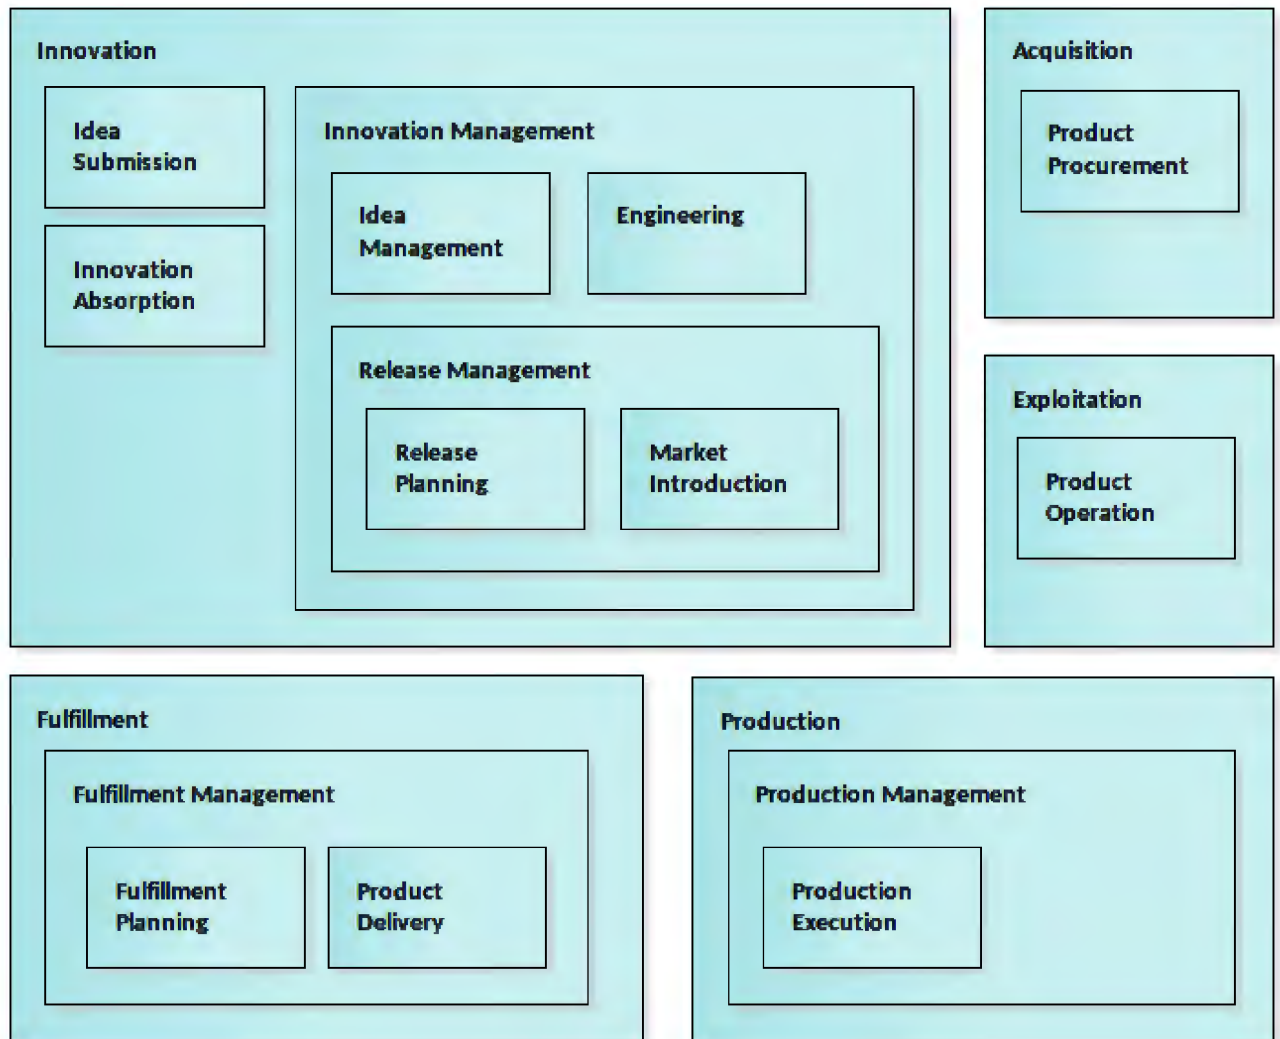 Innovation
Idea
Submission
Innovation
Absorption
Innovation Management
Idea
Management
Engineering
Release Management
Release
Planning
Market
Introduction
Acquisition
Product
Procurement
Exploitation
Product
Operation
Fulfillment
Fulfillment Management
Fulfillment
Planning
Product
Delivery
Production
Production Management
Production
Execution